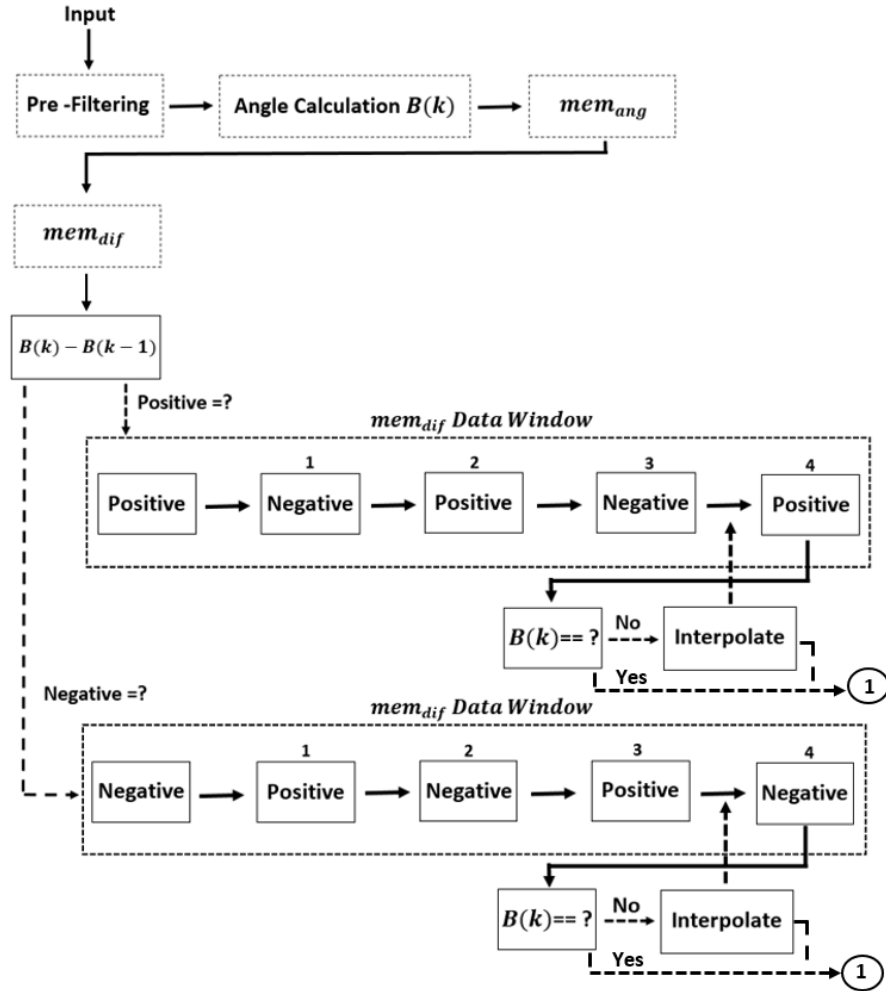 Input
Pre -Filtering
Angle Calculation B(k)
mem_ang
mem_dif
B(k) − B(k − 1)
Positive =?
mem_dif Data Window
1 2 3 4
Positive Negative Positive Negative Positive
B(k)== ? No Interpolate
Yes 1
Negative =?
mem_dif Data Window
1 2 3 4
Negative Positive Negative Positive Negative
B(k)== ? No Interpolate
Yes 1